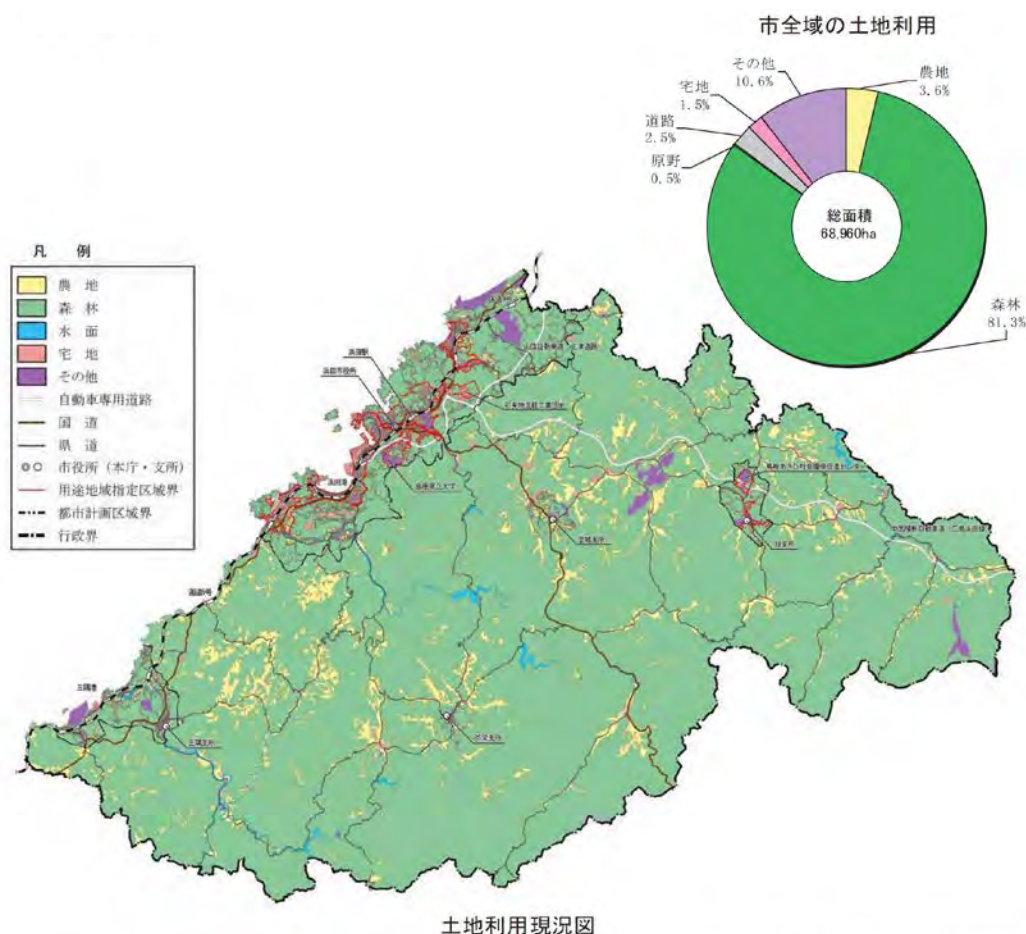 市全域の土地利用
その他
10.6%
農地
3.6%
宅地
1.5%
道路
2.5%
原野
0.5%
総面積
68,960ha
森林
81.3%
凡 例
農 地
森 林
水 面
宅 地
その他
自動車専用道路
国 道
県 道
市役所(本庁・支所)
用途地域指定区域界
都市計画区域界
行政界
浜田駅
浜田市役所
浜田港
三隅港
三隅支所
弥栄支所
金城支所
旭支所
土地利用現況図